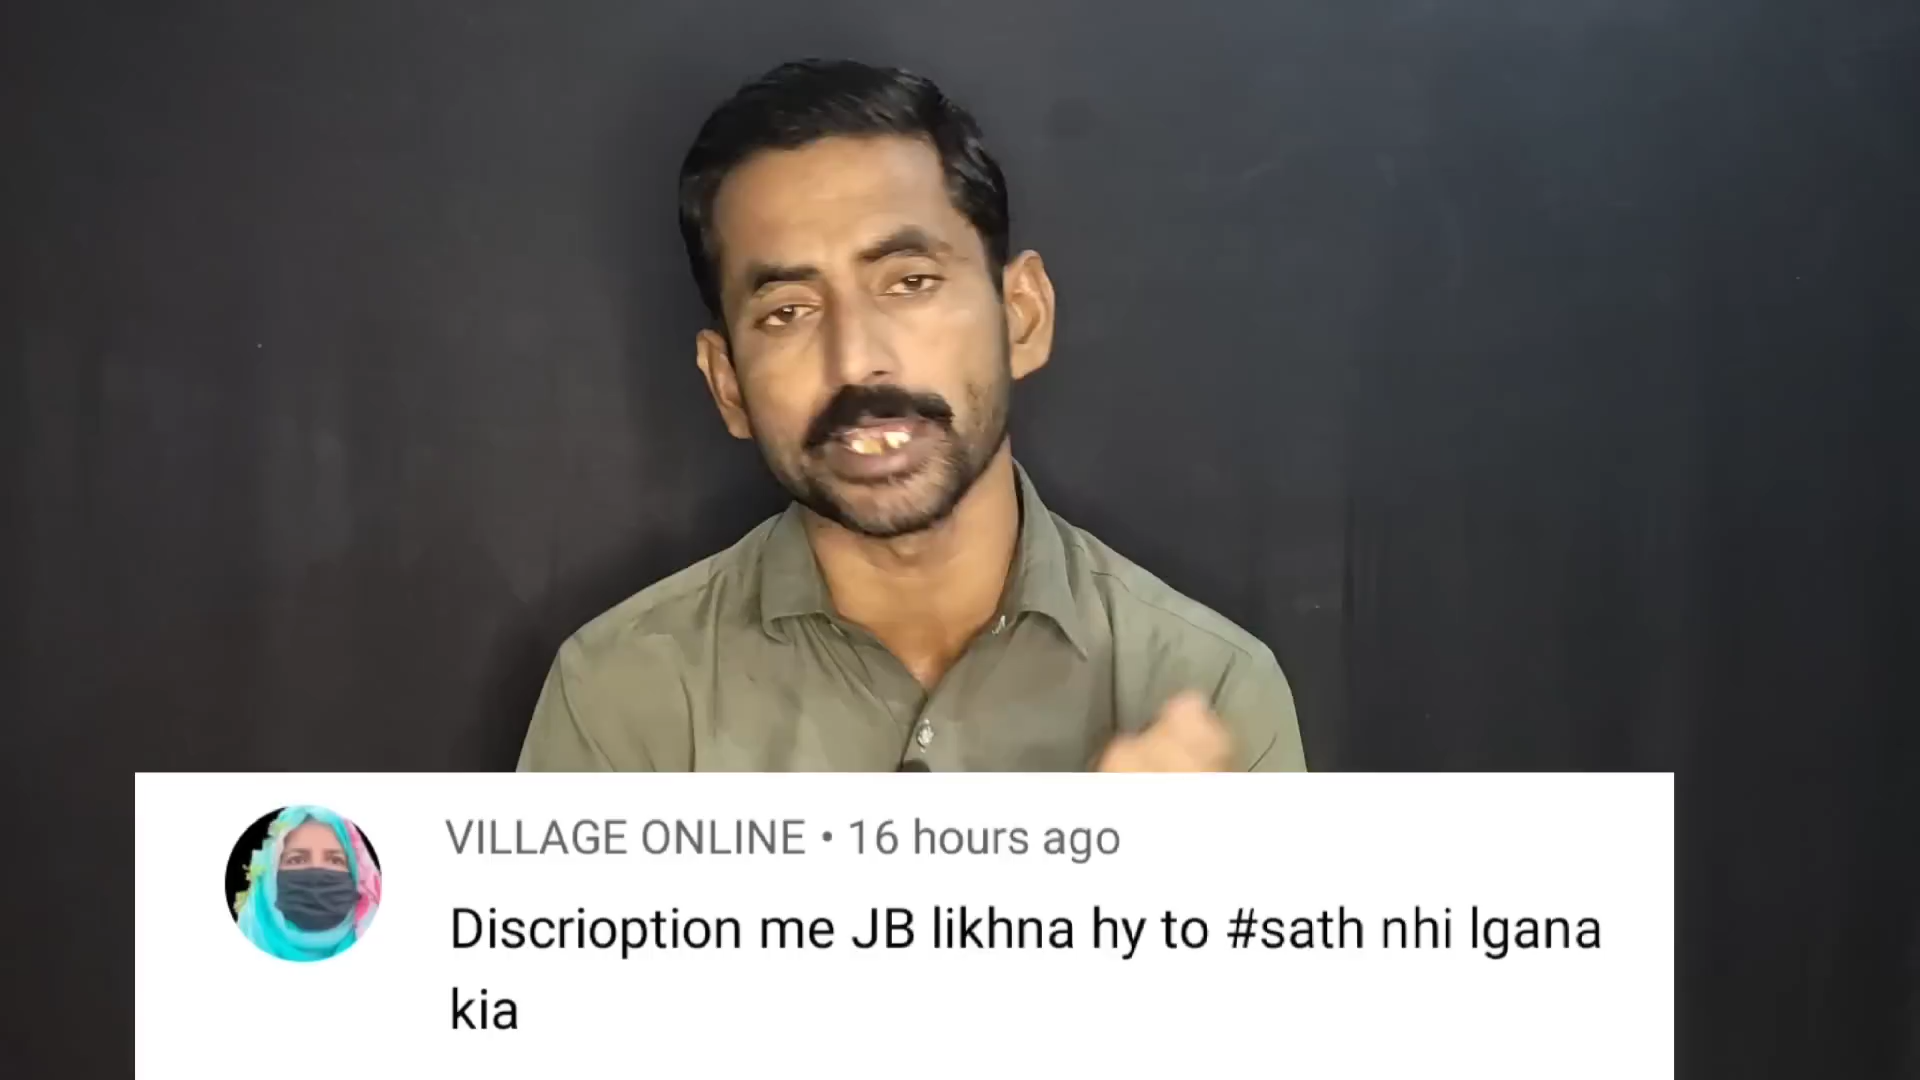 VILLAGE ONLINE • 16 hours ago
Discrioption me JB likhna hy to #sath nhi lgana
kia